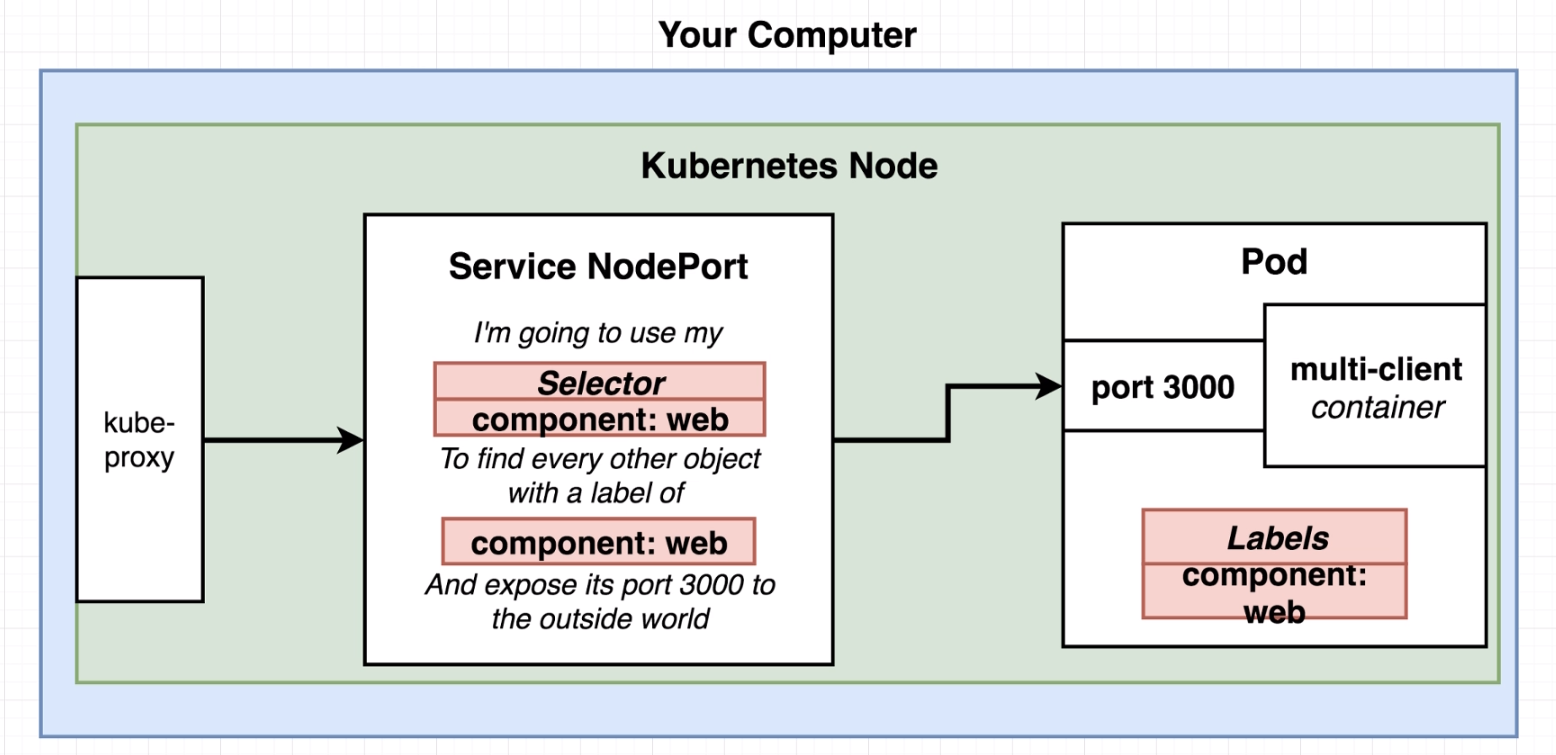 Your Computer
Kubernetes Node
kube-
proxy
Service NodePort
I'm going to use my
Selector
component: web
To find every other object
with a label of
component: web
And expose its port 3000 to
the outside world
Pod
port 3000
multi-client
container
Labels
component:
web